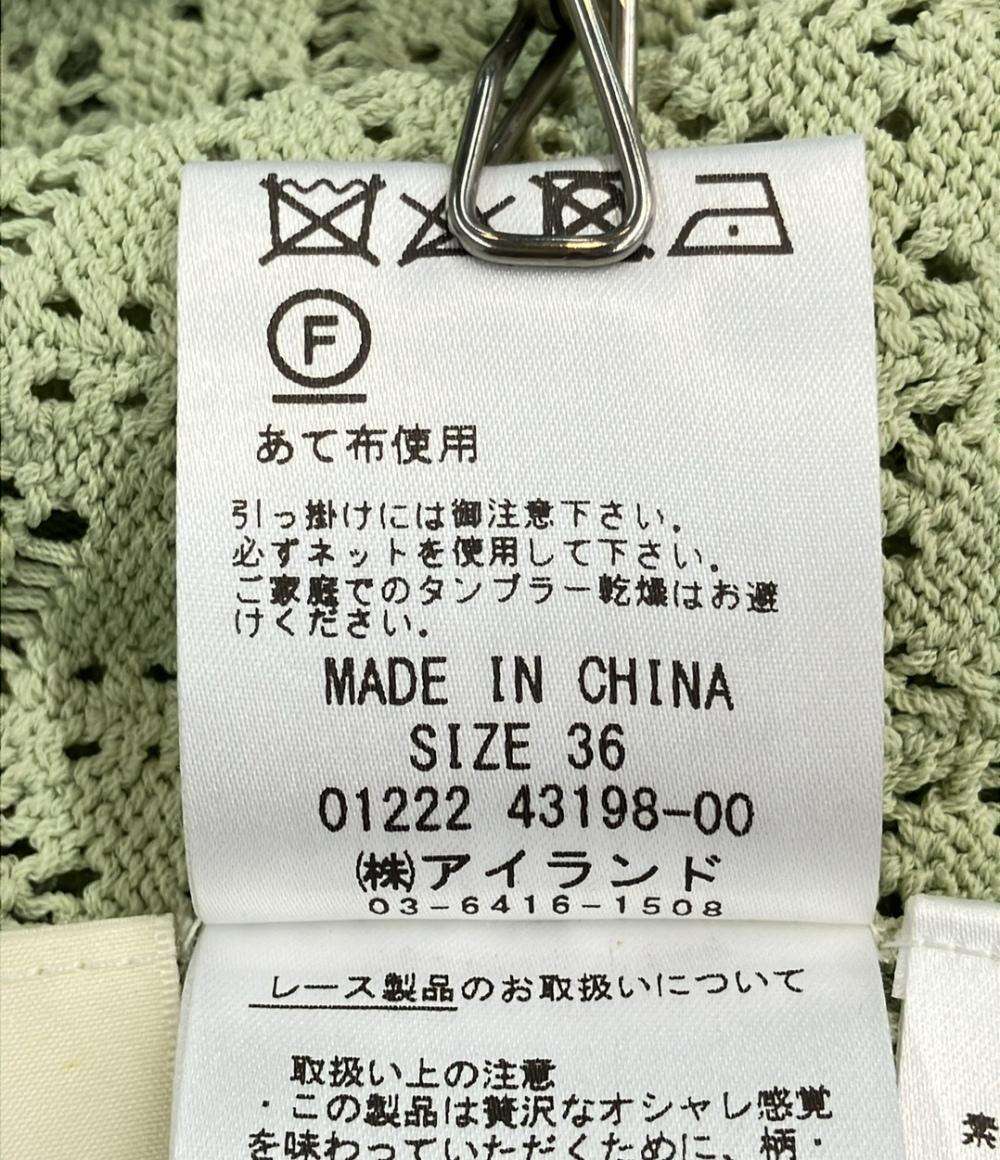 F
あて布使用
引っ掛けには御注意下さい。
必ずネットを使用して下さい。
ご家庭でのタンブラー乾燥はお避
けください。
MADE IN CHINA
SIZE 36
01222 43198-00
㈱アイランド
03-6416-1508
レース製品のお取扱いについて
取扱い上の注意
・この製品は贅沢なオシャレ感覚
を味わっていただくために、柄・
素